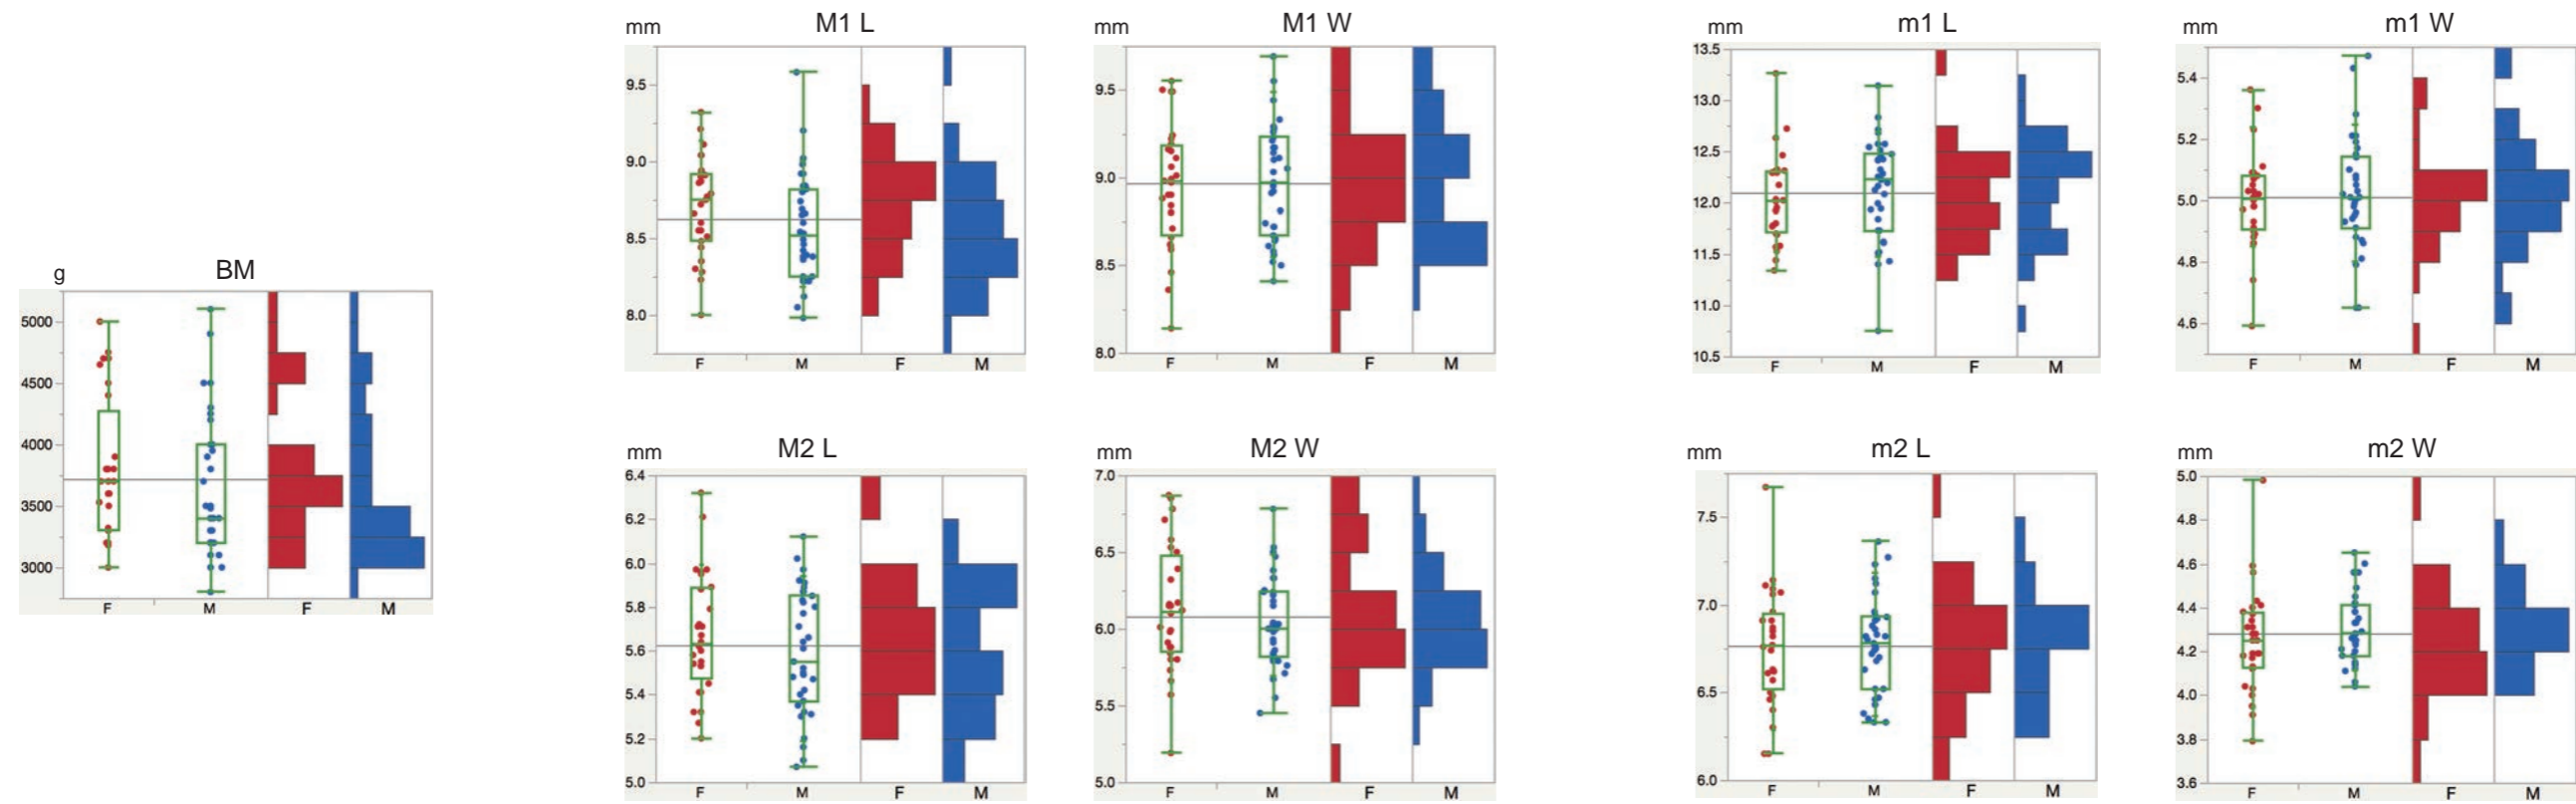 BM
g
5000
4500
4000
3500
3000
F M F M
M1 L
mm
9.5
9.0
8.5
8.0
F M F M
M1 W
mm
9.5
9.0
8.5
8.0
F M F M
m1 L
mm
13.5
13.0
12.5
12.0
11.5
11.0
10.5
F M F M
m1 W
mm
5.4
5.2
5.0
4.8
4.6
F M F M
M2 L
mm
6.4
6.2
6.0
5.8
5.6
5.4
5.2
5.0
F M F M
M2 W
mm
7.0
6.5
6.0
5.5
5.0
F M F M
m2 L
mm
7.5
7.0
6.5
6.0
F M F M
m2 W
mm
5.0
4.8
4.6
4.4
4.2
4.0
3.8
3.6
F M F M